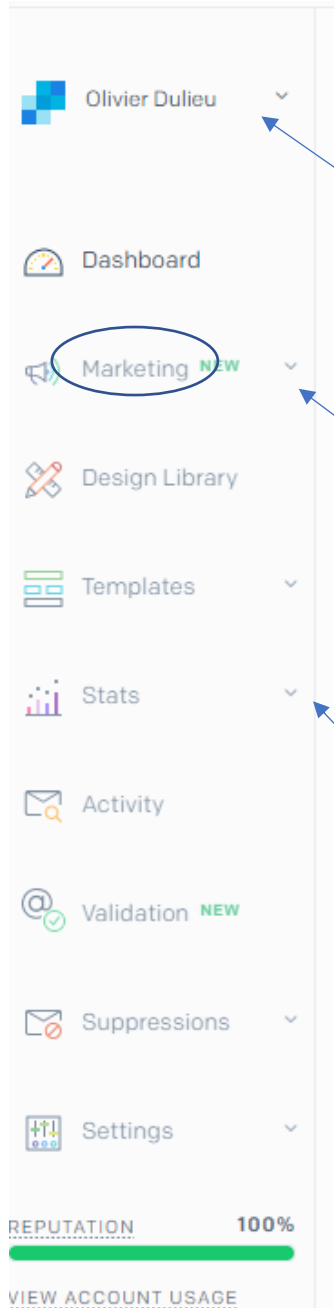 Olivier Dulieu
Dashboard
Marketing NEW
Design Library
Templates
Stats
Activity
Validation NEW
Suppressions
Settings
REPUTATION 100%
VIEW ACCOUNT USAGE